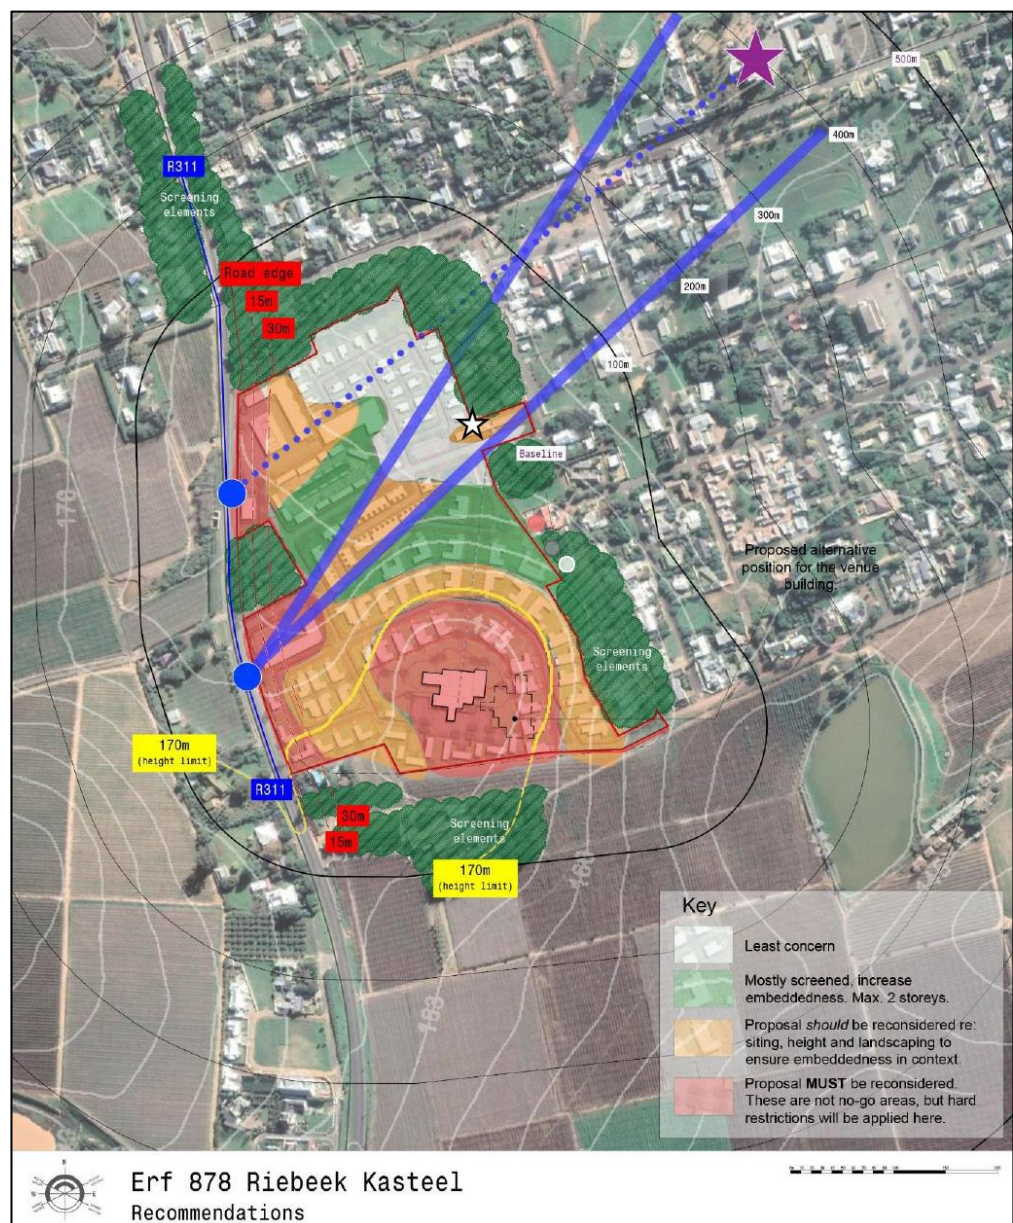 500m
400m
R311
Screening
elements
300m
Road edge
15m
200m
30m
100m
Baseline
170
Proposed alternative
position for the venue
building.
175
Screening
elements
170m
(height limit)
R311
30m
Screening
elements
15m
170m
(height limit)
183
Key
Least concern
Mostly screened, increase
embeddedness. Max. 2 storeys.
Proposal should be reconsidered re:
siting, height and landscaping to
ensure embeddedness in context.
Proposal MUST be reconsidered.
These are not no-go areas, but hard
restrictions will be applied here.
N
W E
S
Erf 878 Riebeek Kasteel
Recommendations